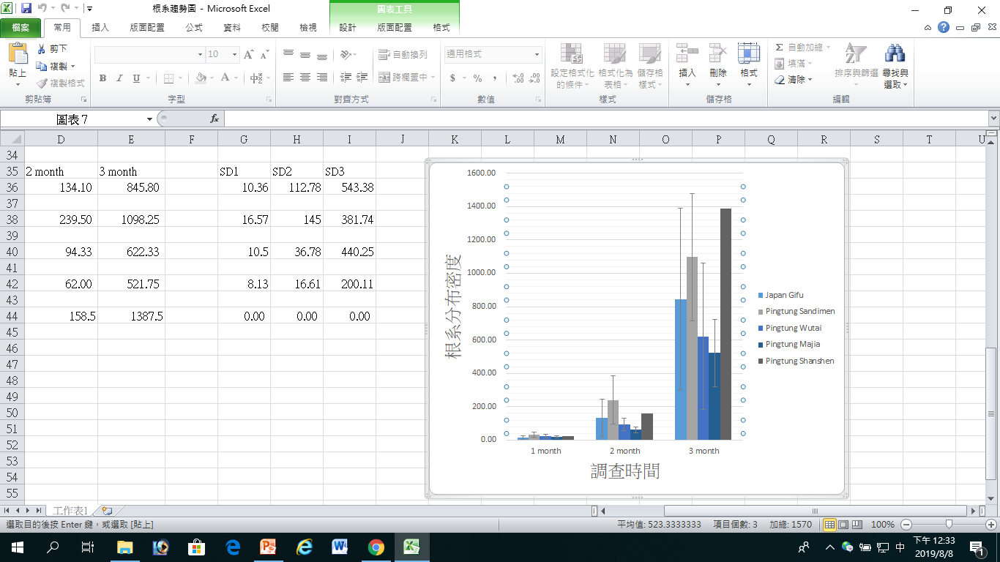 根系趨勢圖 - Microsoft Excel
圖表工具
檔案 常用 插入 版面配置 公式 資料 校閱 檢視 設計 版面配置 格式
貼上
剪下
複製
複製格式
剪貼簿
10
B I U A
字型
自動換列
跨欄置中
對齊方式
通用格式
$ % ,
數值
設定格式化的條件
格式化為表格
儲存格樣式
樣式
插入 刪除 格式
儲存格
Σ 自動加總
填滿
清除
排序與篩選
尋找與選取
編輯
圖表 7 fx
D E F G H I J K L M N O P Q R S T U
34
35 2 month 3 month SD1 SD2 SD3
36 134.10 845.80 10.36 112.78 543.38
37
38 239.50 1098.25 16.57 145 381.74
39
40 94.33 622.33 10.5 36.78 440.25
41
42 62.00 521.75 8.13 16.61 200.11
43
44 158.5 1387.5 0.00 0.00 0.00
45
46
47
48
49
50
51
52
53
54
55
1600.00
1400.00
1200.00
1000.00
800.00
600.00
400.00
200.00
0.00
根系分布密度
1 month 2 month 3 month
調查時間
Japan Gifu
Pingtung Sandimen
Pingtung Wutai
Pingtung Majia
Pingtung Shanshen
工作表1
選取目的後按 Enter 鍵，或選取 [貼上] 平均值: 523.3333333 項目個數: 3 加總: 1570 100%
中 下午 12:33
2019/8/8
1